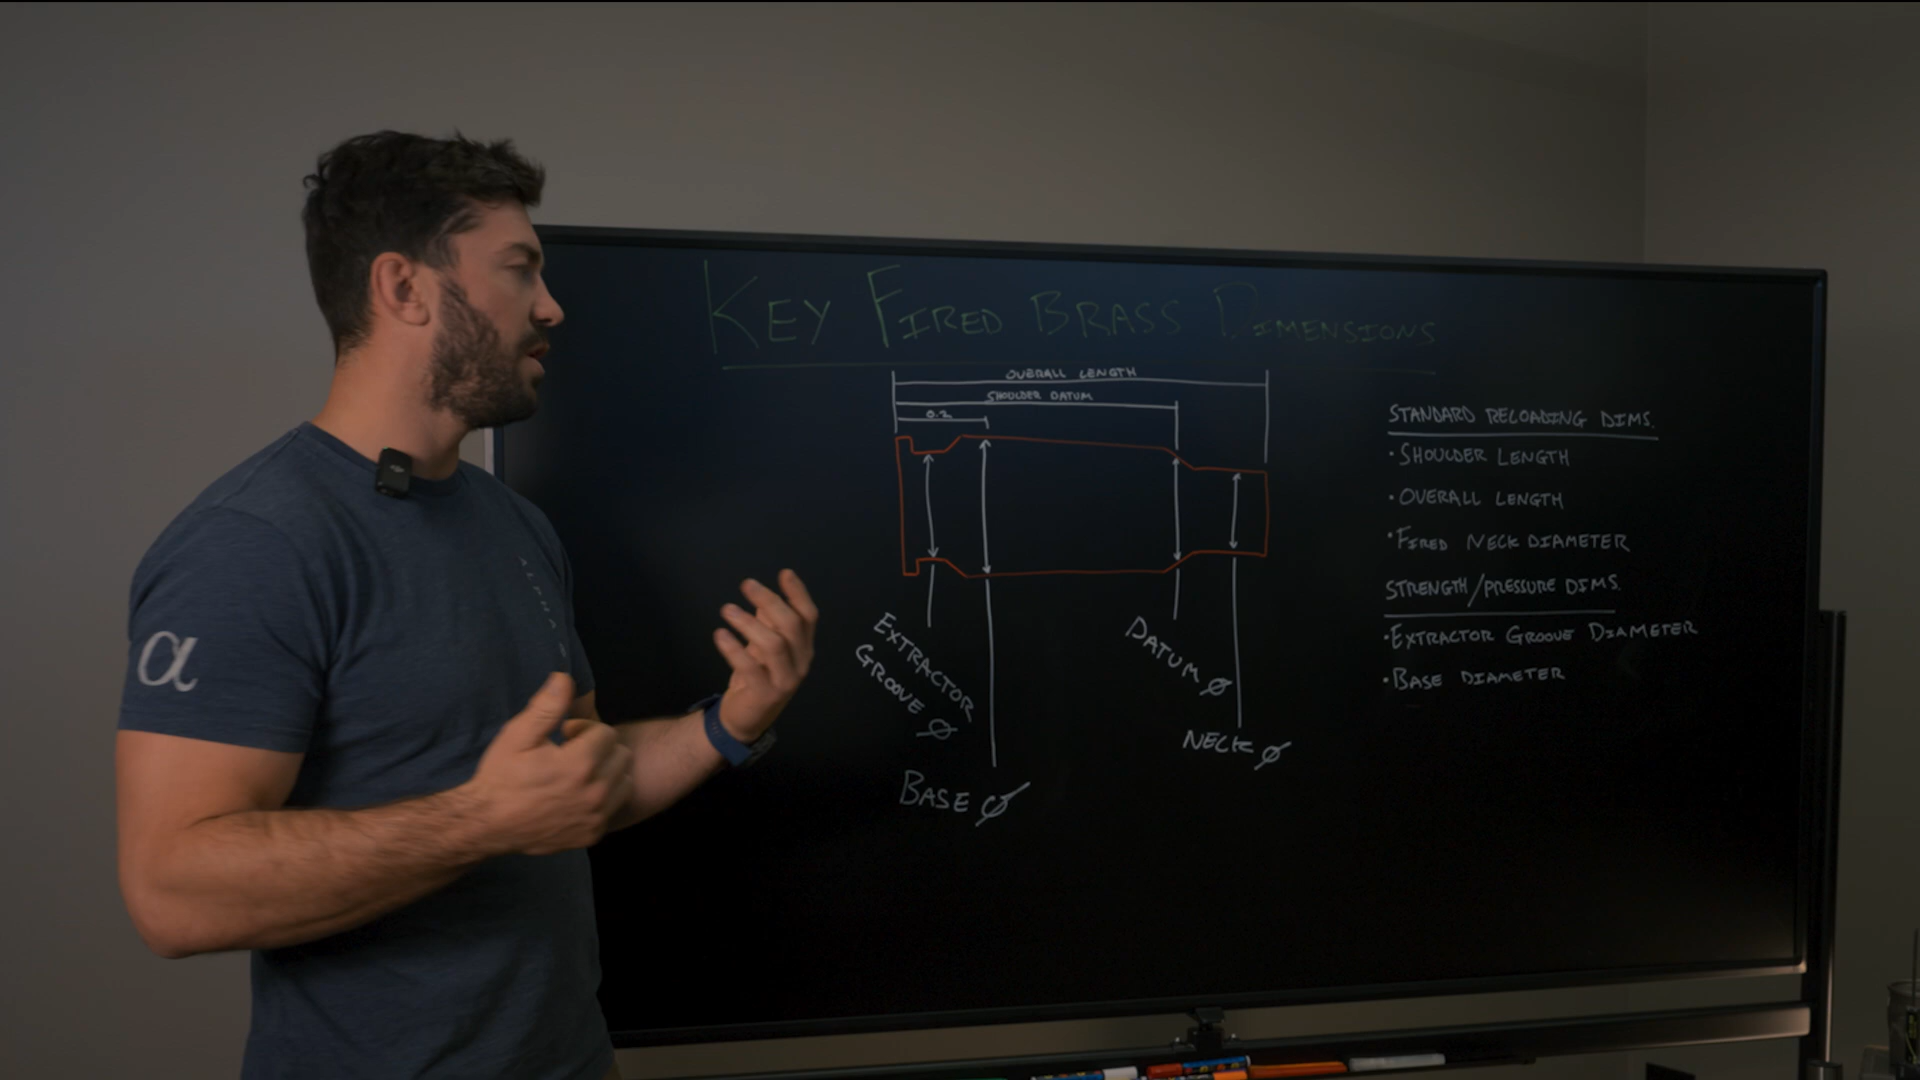 KEY FIRED BRASS DIMENSIONS
OVERALL LENGTH
SHOULDER DATUM
0.2
EXTRACTOR
GROOVE Ø
BASE Ø
DATUM Ø
NECK Ø
STANDARD RELOADING DIMS.
•SHOULDER LENGTH
•OVERALL LENGTH
•FIRED NECK DIAMETER
STRENGTH/PRESSURE DIMS.
•EXTRACTOR GROOVE DIAMETER
•BASE DIAMETER
α